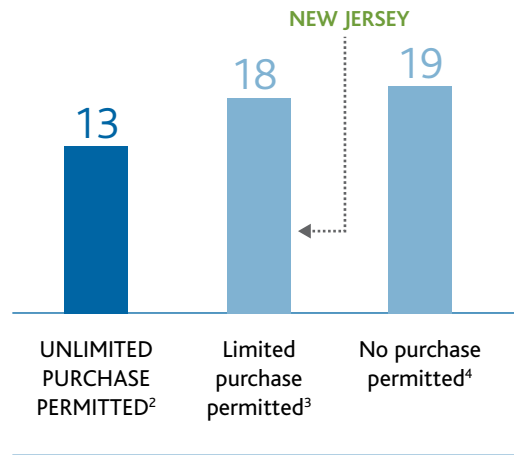 NEW JERSEY
13
18
19
UNLIMITED
PURCHASE
PERMITTED²
Limited
purchase
permitted³
No purchase
permitted⁴